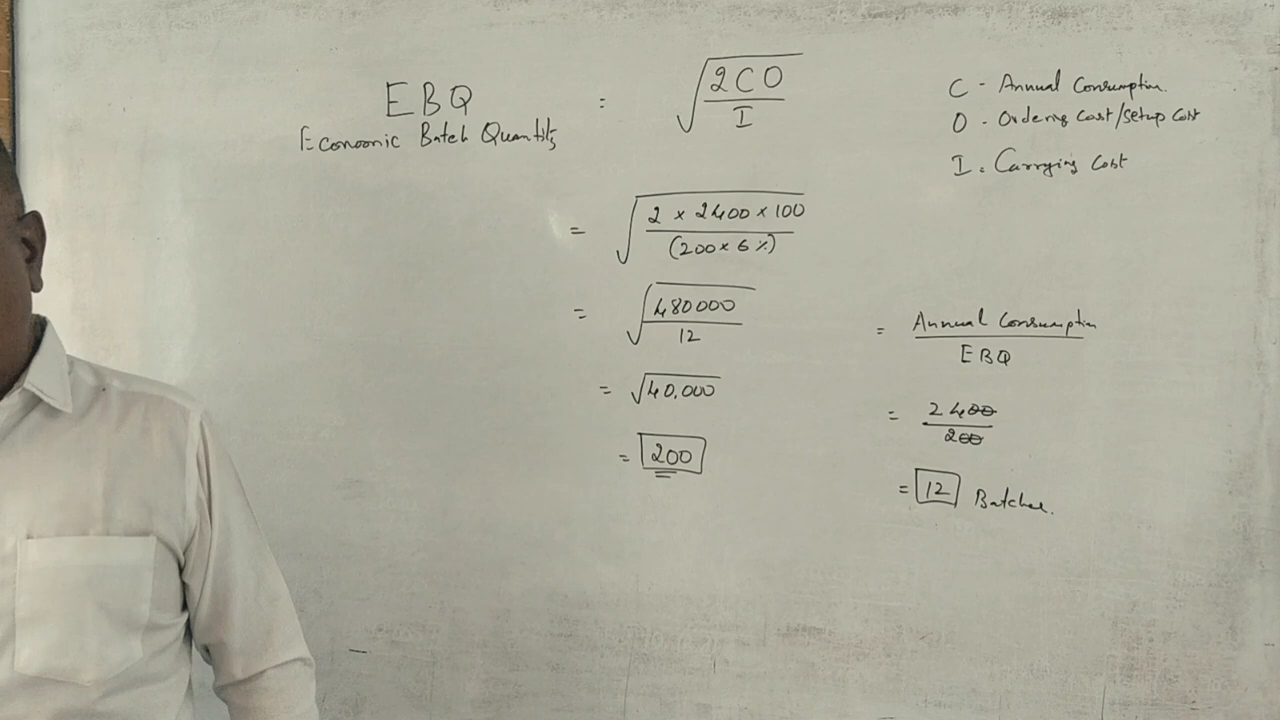 EBQ : √2CO/I
Economic Batch Quantity
C - Annual Consumption.
O - Ordering Cost/Setup Cost
I - Carrying Cost
= √2 x 2400 x 100/(200 x 6%)
= √480000/12
= √40,000
= 200
= Annual Consumption/EBQ
= 2400/200
= 12 Batches.